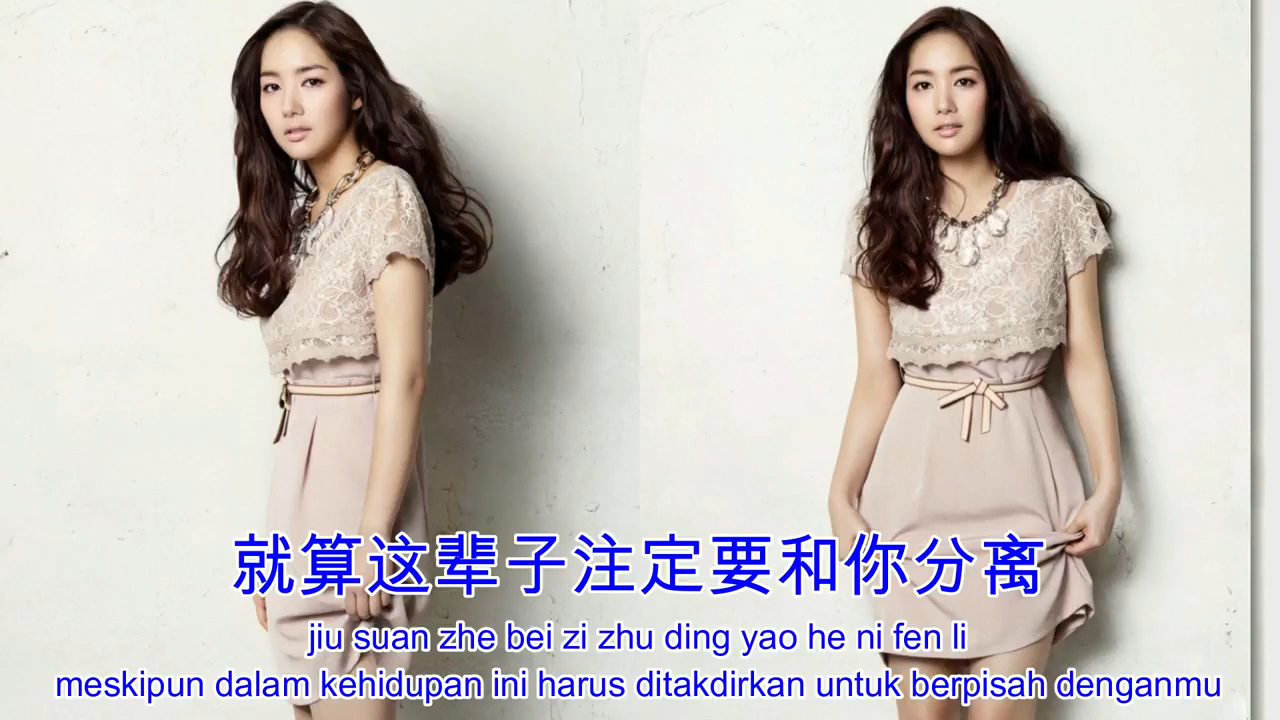 就算这辈子注定要和你分离
jiu suan zhe bei zi zhu ding yao he ni fen li
meskipun dalam kehidupan ini harus ditakdirkan untuk berpisah denganmu